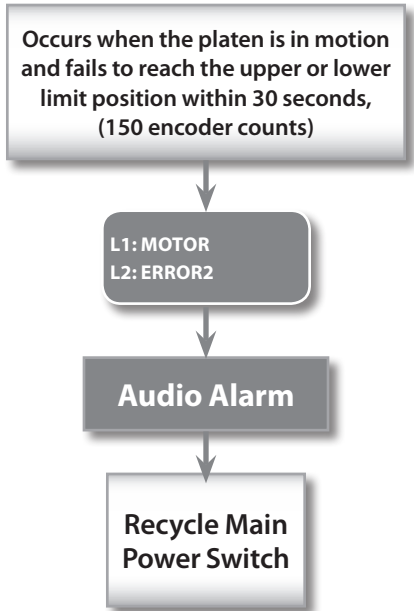 Occurs when the platen is in motion
and fails to reach the upper or lower
limit position within 30 seconds,
(150 encoder counts)
L1: MOTOR
L2: ERROR2
Audio Alarm
Recycle Main
Power Switch